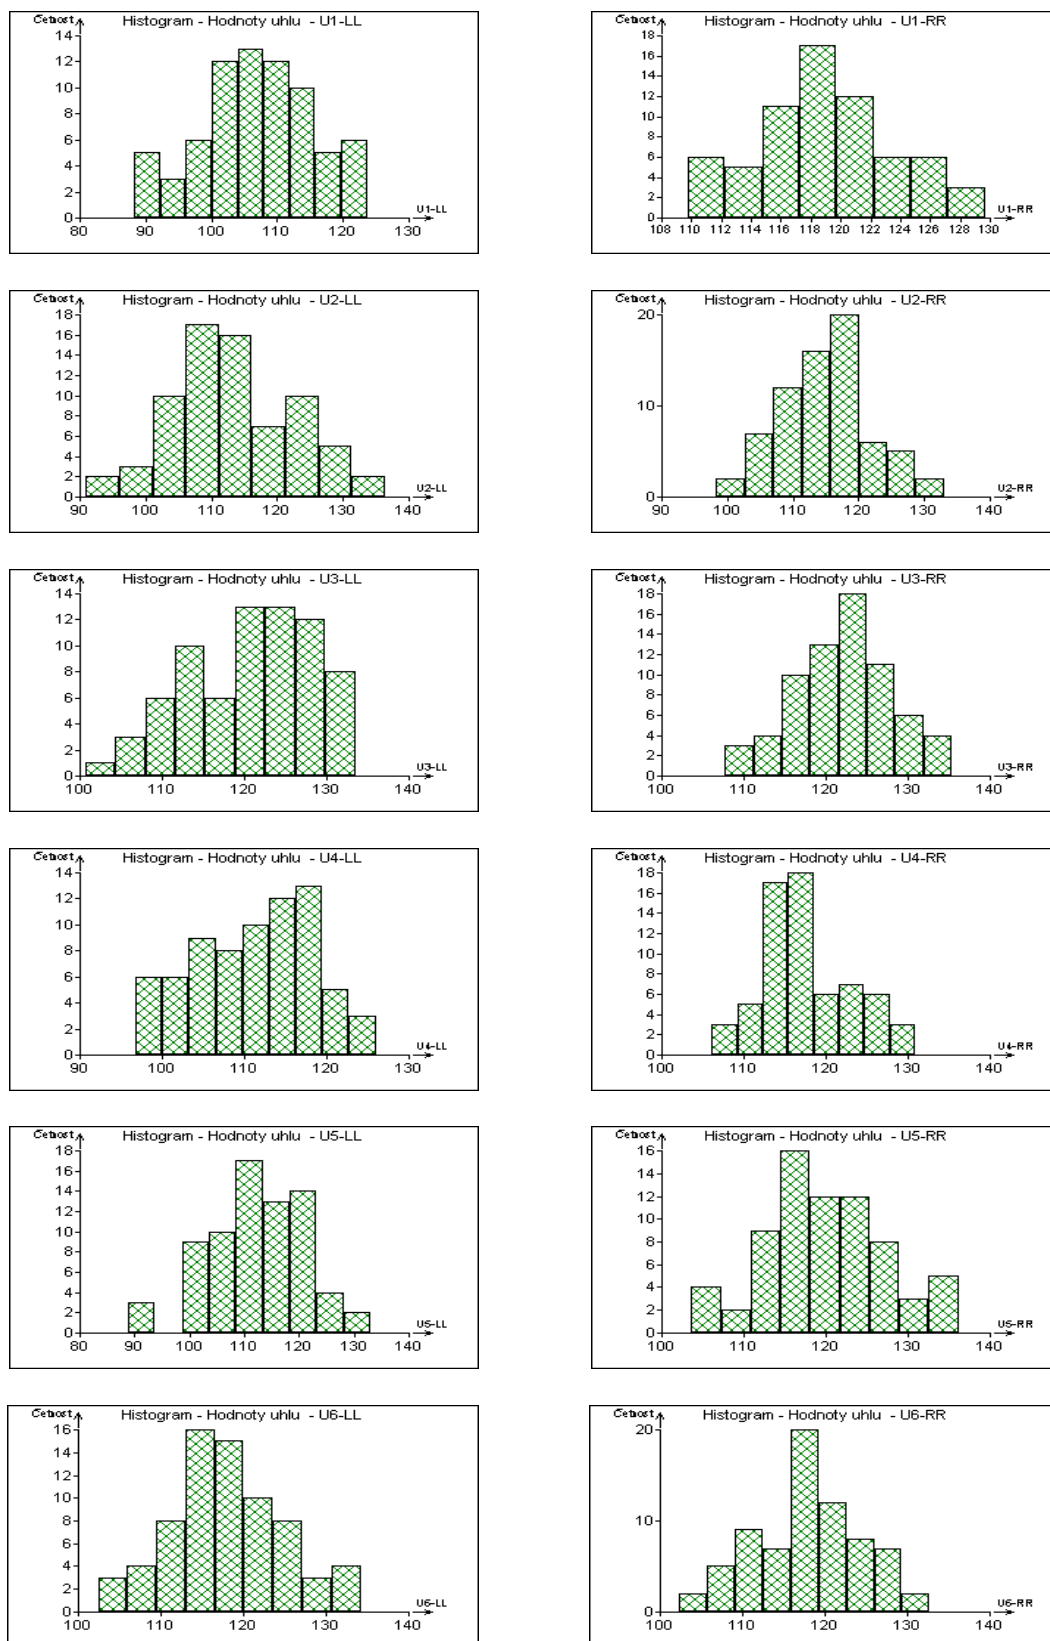 Četnost Histogram - Hodnoty uhlu - U1-LL
14
12
10
8
6
4
2
0
80 90 100 110 120 130
U1-LL
Četnost Histogram - Hodnoty uhlu - U1-RR
18
16
14
12
10
8
6
4
2
0
108 110 112 114 116 118 120 122 124 126 128 130
U1-RR
Četnost Histogram - Hodnoty uhlu - U2-LL
18
16
14
12
10
8
6
4
2
0
90 100 110 120 130 140
U2-LL
Četnost Histogram - Hodnoty uhlu - U2-RR
20
10
0
90 100 110 120 130 140
U2-RR
Četnost Histogram - Hodnoty uhlu - U3-LL
14
12
10
8
6
4
2
0
100 110 120 130 140
U3-LL
Četnost Histogram - Hodnoty uhlu - U3-RR
18
16
14
12
10
8
6
4
2
0
100 110 120 130 140
U3-RR
Četnost Histogram - Hodnoty uhlu - U4-LL
14
12
10
8
6
4
2
0
90 100 110 120 130
U4-LL
Četnost Histogram - Hodnoty uhlu - U4-RR
18
16
14
12
10
8
6
4
2
0
100 110 120 130 140
U4-RR
Četnost Histogram - Hodnoty uhlu - U5-LL
18
16
14
12
10
8
6
4
2
0
80 90 100 110 120 130 140
U5-LL
Četnost Histogram - Hodnoty uhlu - U5-RR
16
14
12
10
8
6
4
2
0
100 110 120 130 140
U5-RR
Četnost Histogram - Hodnoty uhlu - U6-LL
16
14
12
10
8
6
4
2
0
100 110 120 130 140
U6-LL
Četnost Histogram - Hodnoty uhlu - U6-RR
20
10
0
100 110 120 130 140
U6-RR